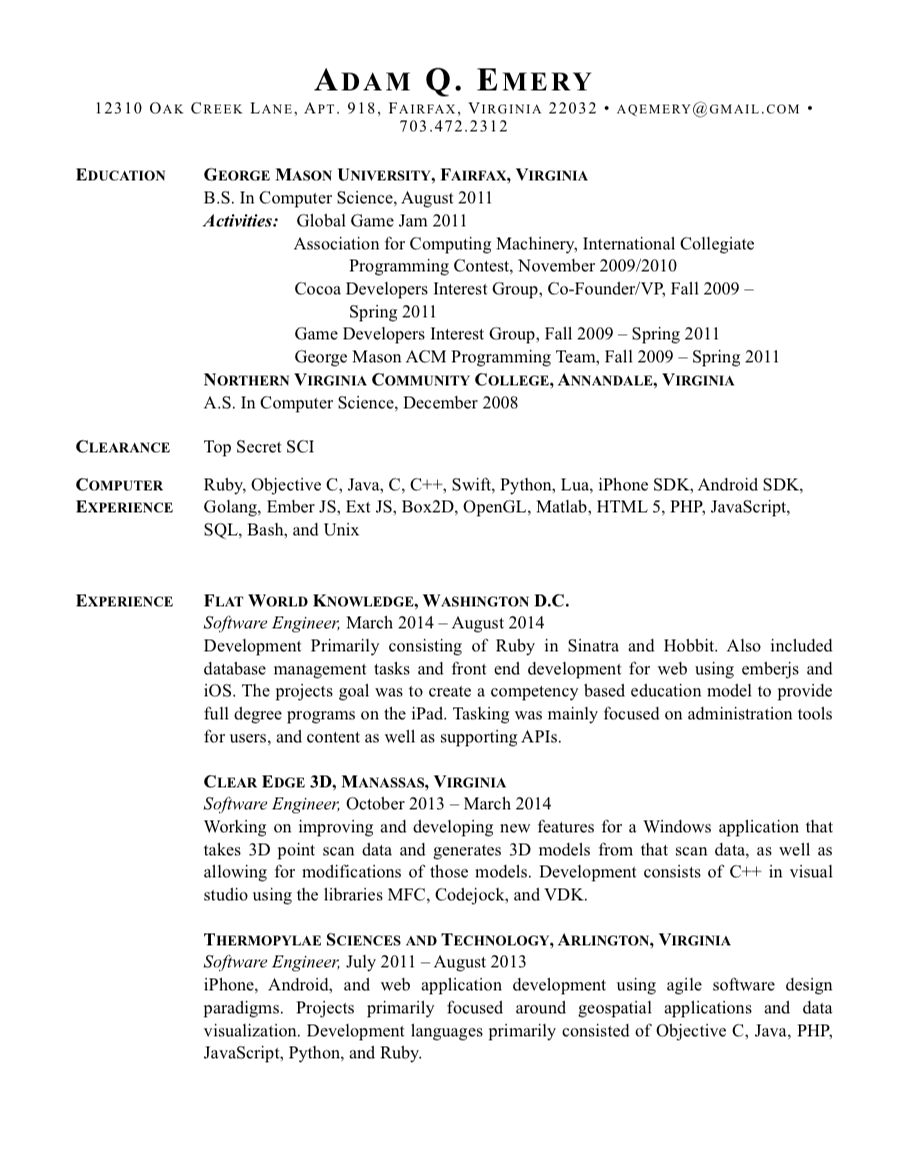 ADAM Q. EMERY
12310 OAK CREEK LANE, APT. 918, FAIRFAX, VIRGINIA 22032 • AQEMERY@GMAIL.COM •
703.472.2312
EDUCATION
GEORGE MASON UNIVERSITY, FAIRFAX, VIRGINIA
B.S. In Computer Science, August 2011
Activities: Global Game Jam 2011
Association for Computing Machinery, International Collegiate
Programming Contest, November 2009/2010
Cocoa Developers Interest Group, Co-Founder/VP, Fall 2009 –
Spring 2011
Game Developers Interest Group, Fall 2009 – Spring 2011
George Mason ACM Programming Team, Fall 2009 – Spring 2011
NORTHERN VIRGINIA COMMUNITY COLLEGE, ANNANDALE, VIRGINIA
A.S. In Computer Science, December 2008
CLEARANCE
Top Secret SCI
COMPUTER
EXPERIENCE
Ruby, Objective C, Java, C, C++, Swift, Python, Lua, iPhone SDK, Android SDK,
Golang, Ember JS, Ext JS, Box2D, OpenGL, Matlab, HTML 5, PHP, JavaScript,
SQL, Bash, and Unix
EXPERIENCE
FLAT WORLD KNOWLEDGE, WASHINGTON D.C.
Software Engineer, March 2014 – August 2014
Development Primarily consisting of Ruby in Sinatra and Hobbit. Also included
database management tasks and front end development for web using emberjs and
iOS. The projects goal was to create a competency based education model to provide
full degree programs on the iPad. Tasking was mainly focused on administration tools
for users, and content as well as supporting APIs.
CLEAR EDGE 3D, MANASSAS, VIRGINIA
Software Engineer, October 2013 – March 2014
Working on improving and developing new features for a Windows application that
takes 3D point scan data and generates 3D models from that scan data, as well as
allowing for modifications of those models. Development consists of C++ in visual
studio using the libraries MFC, Codejock, and VDK.
THERMOPYLAE SCIENCES AND TECHNOLOGY, ARLINGTON, VIRGINIA
Software Engineer, July 2011 – August 2013
iPhone, Android, and web application development using agile software design
paradigms. Projects primarily focused around geospatial applications and data
visualization. Development languages primarily consisted of Objective C, Java, PHP,
JavaScript, Python, and Ruby.